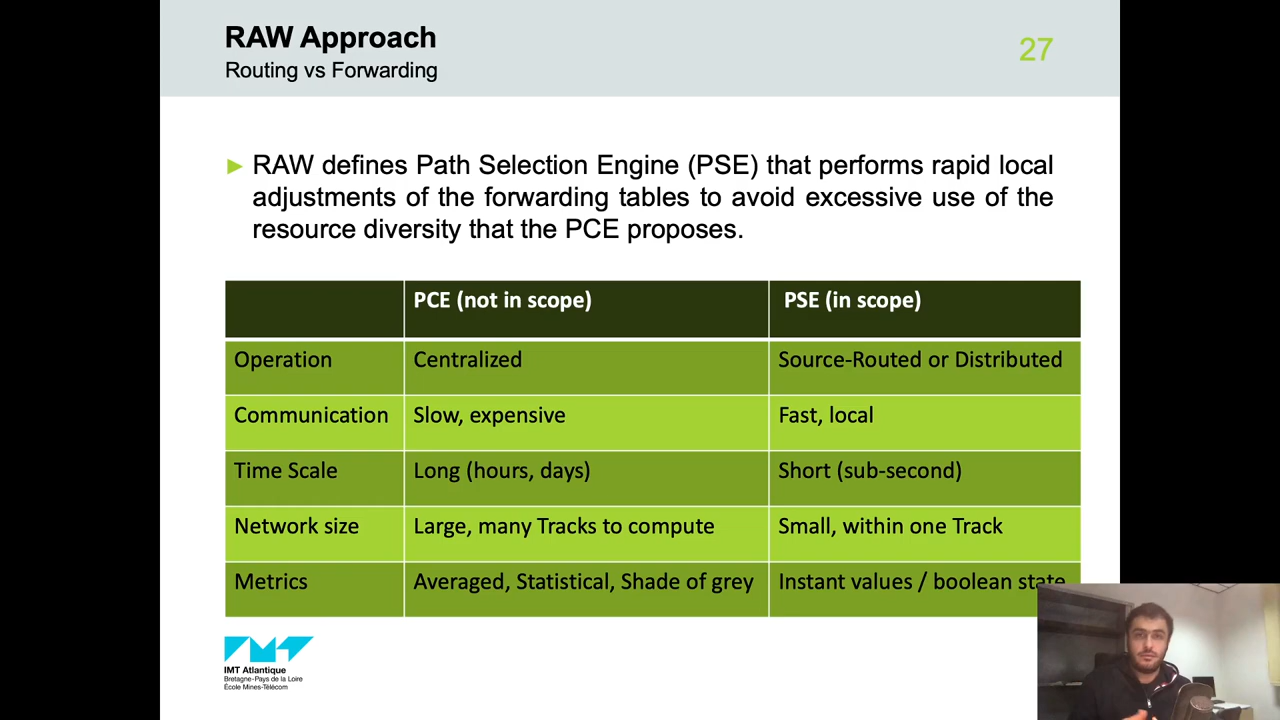 RAW Approach
Routing vs Forwarding
27
► RAW defines Path Selection Engine (PSE) that performs rapid local
adjustments of the forwarding tables to avoid excessive use of the
resource diversity that the PCE proposes.
PCE (not in scope) PSE (in scope)
Operation Centralized Source-Routed or Distributed
Communication Slow, expensive Fast, local
Time Scale Long (hours, days) Short (sub-second)
Network size Large, many Tracks to compute Small, within one Track
Metrics Averaged, Statistical, Shade of grey Instant values / boolean state
IMT Atlantique
Bretagne-Pays de la Loire
École Mines-Télécom